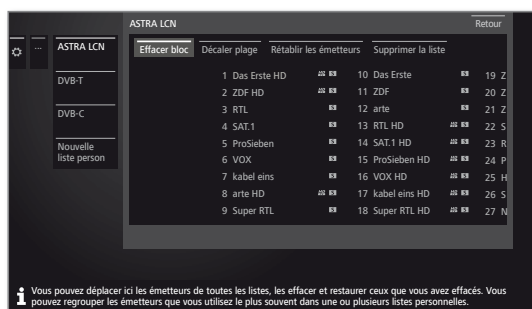 ASTRA LCN
Retour
...
ASTRA LCN
DVB-T
DVB-C
Nouvelle
liste person
Effacer bloc
Décaler plage
Rétablir les émetteurs
Supprimer la liste
1 Das Erste HD
2 ZDF HD
3 RTL
4 SAT.1
5 ProSieben
6 VOX
7 kabel eins
8 arte HD
9 Super RTL
10 Das Erste
11 ZDF
12 arte
13 RTL HD
14 SAT.1 HD
15 ProSieben HD
16 VOX HD
17 kabel eins HD
18 Super RTL HD
19 Z
20 Z
21 Z
22 S
23 R
24 P
25 H
26 S
27 N
Vous pouvez déplacer ici les émetteurs de toutes les listes, les effacer et restaurer ceux que vous avez effacés. Vous
pouvez regrouper les émetteurs que vous utilisez le plus souvent dans une ou plusieurs listes personnelles.